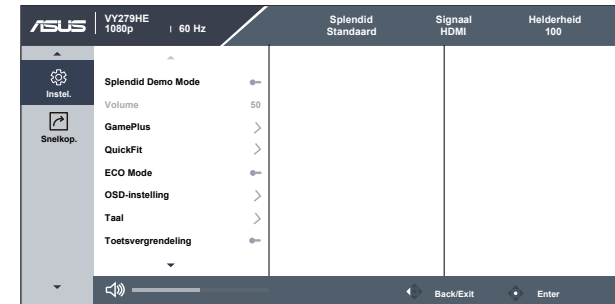 ASUS
VY279HE
1080p | 60 Hz
Splendid
Standaard
Signaal
HDMI
Helderheid
100
Instel.
Snelkop.
Splendid Demo Mode
Volume 50
GamePlus
QuickFit
ECO Mode
OSD-instelling
Taal
Toetsvergrendeling
Back/Exit
Enter